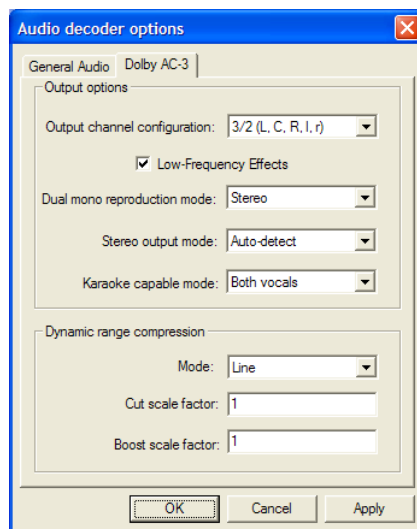 Audio decoder options
General Audio
Dolby AC-3
Output options
Output channel configuration: 3/2 (L, C, R, l, r)
Low-Frequency Effects
Dual mono reproduction mode: Stereo
Stereo output mode: Auto-detect
Karaoke capable mode: Both vocals
Dynamic range compression
Mode: Line
Cut scale factor: 1
Boost scale factor: 1
OK Cancel Apply